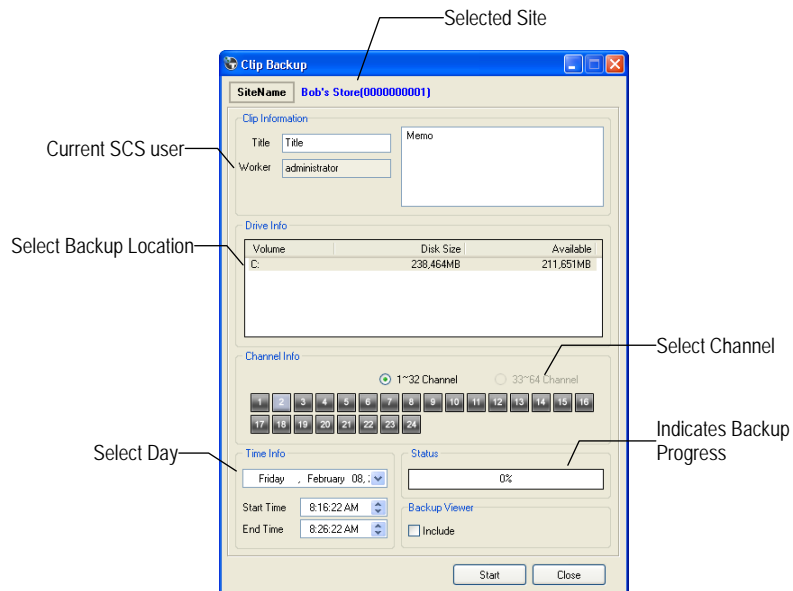 Selected Site
Clip Backup
SiteName Bob's Store(0000000001)
Clip Information
Title Title
Memo
Current SCS user
Worker administrator
Drive Info
Select Backup Location
Volume Disk Size Available
C: 238,464MB 211,651MB
Channel Info
Select Channel
1~32 Channel 33~64 Channel
1 2 3 4 5 6 7 8 9 10 11 12 13 14 15 16
17 18 19 20 21 22 23 24
Indicates Backup
Progress
Select Day
Time Info
Status
Friday , February 08, 
0%
Start Time 8:16:22 AM
Backup Viewer
End Time 8:26:22 AM
Include
Start Close